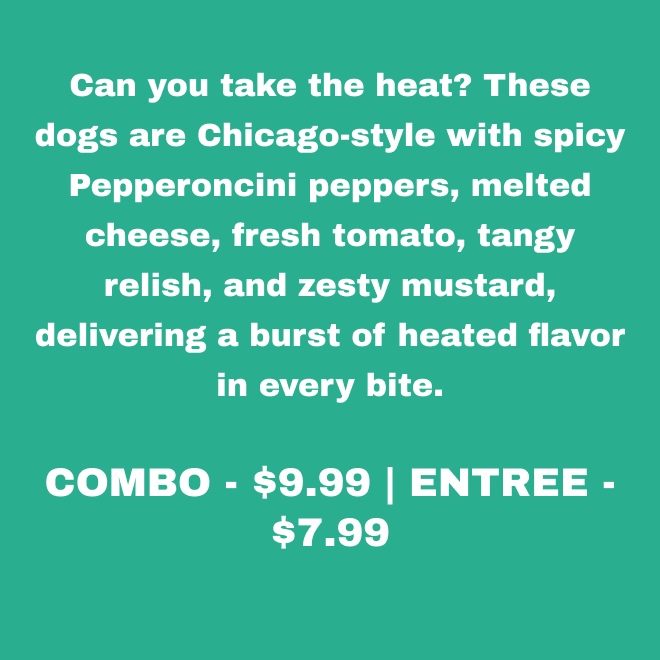 Can you take the heat? These
dogs are Chicago-style with spicy
Pepperoncini peppers, melted
cheese, fresh tomato, tangy
relish, and zesty mustard,
delivering a burst of heated flavor
in every bite.
COMBO - $9.99 | ENTREE -
$7.99